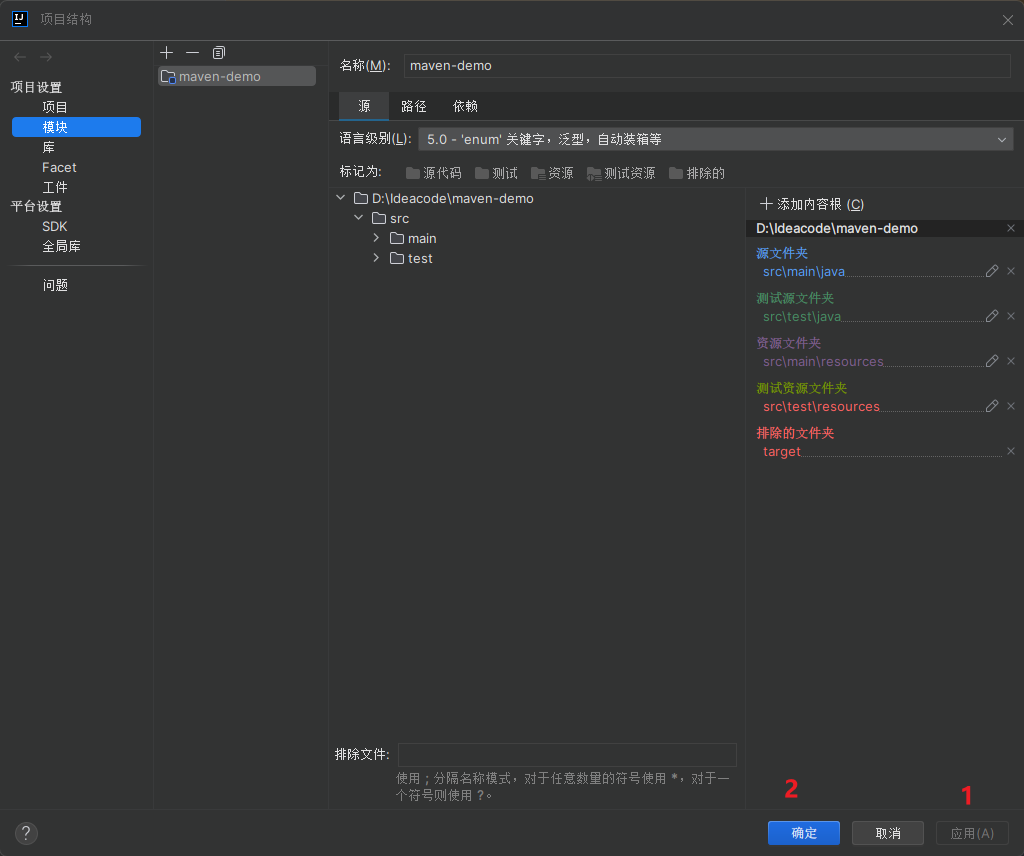 项目结构
项目设置
项目
模块
库
Facet
工件
平台设置
SDK
全局库
问题
maven-demo
名称(M):
maven-demo
源 路径 依赖
语言级别(L): 5.0 - 'enum' 关键字，泛型，自动装箱等
标记为: 源代码 测试 资源 测试资源 排除的
D:\Ideacode\maven-demo
src
main
test
添加内容根 (C)
D:\Ideacode\maven-demo
源文件夹
src\main\java
测试源文件夹
src\test\java
资源文件夹
src\main\resources
测试资源文件夹
src\test\resources
排除的文件夹
target
排除文件:
使用 ; 分隔名称模式，对于任意数量的符号使用 *，对于一
个符号则使用 ?。
2
1
?
确定 取消 应用(A)